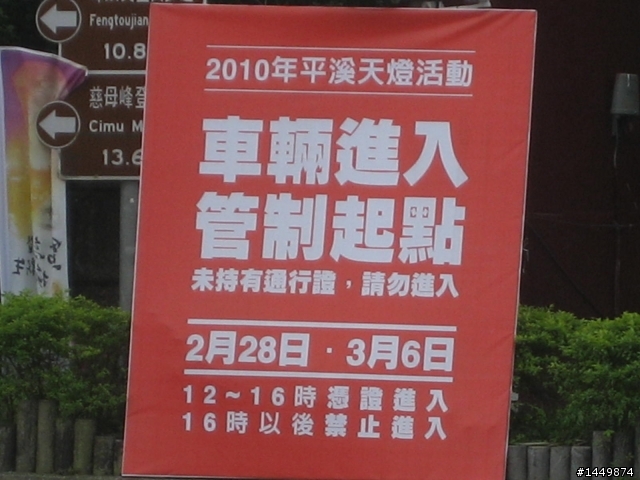 Fengtoujian
10.8
慈母峰登
Cimu M
13.6
2010年平溪天燈活動
車輛進入
管制起點
未持有通行證，請勿進入
2月28日．3月6日
12～16時憑證進入
16時以後禁止進入
#1449874